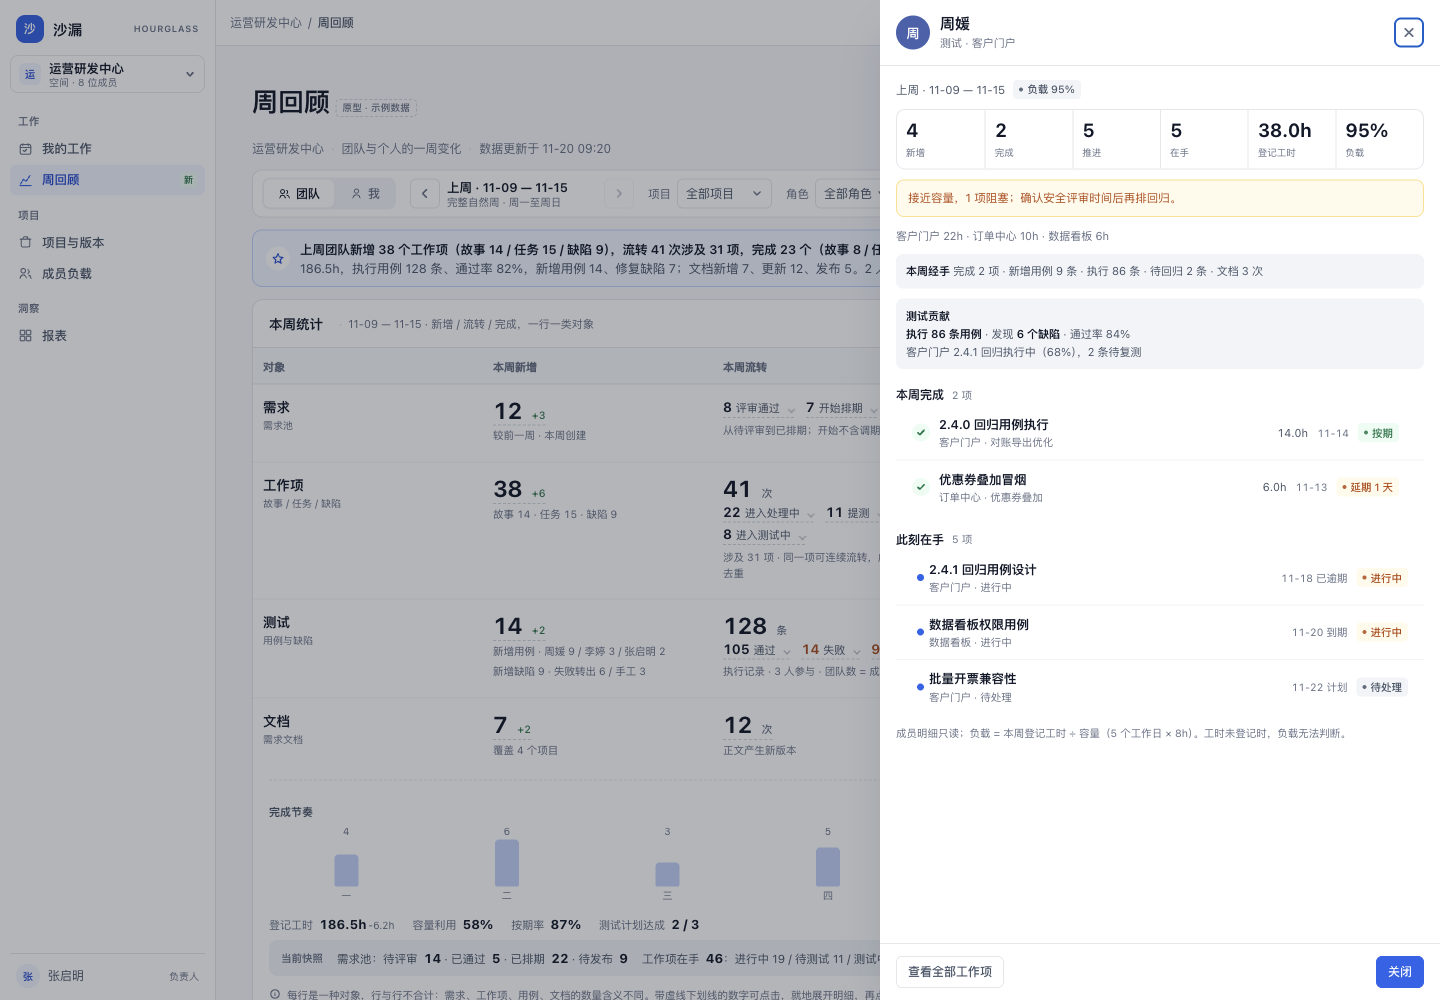 沙 沙漏 HOURGLASS
运 运营研发中心
空间 · 8 位成员
工作
我的工作
周回顾 新
项目
项目与版本
成员负载
洞察
报表
张 张启明 负责人
运营研发中心 / 周回顾
周回顾 原型 · 示例数据
运营研发中心 · 团队与个人的一周变化 · 数据更新于 11-20 09:20
团队 我 上周 · 11-09 — 11-15
完整自然周 · 周一至周日
项目 全部项目 角色 全部角色
上周团队新增 38 个工作项（故事 14 / 任务 15 / 缺陷 9），流转 41 次涉及 31 项，完成 23 个（故事 8 / 任
186.5h，执行用例 128 条、通过率 82%，新增用例 14、修复缺陷 7；文档新增 7、更新 12、发布 5。2 人
本周统计 · 11-09 — 11-15 · 新增 / 流转 / 完成，一行一类对象
对象 本周新增 本周流转
需求
需求池
12 +3
较前一周 · 本周创建
8 评审通过 7 开始排期
从待评审到已排期；开始不含调期
工作项
故事 / 任务 / 缺陷
38 +6
故事 14 · 任务 15 · 缺陷 9
41 次
22 进入处理中 11 提测
8 进入测试中
涉及 31 项 · 同一项可连续流转，
去重
测试
用例与缺陷
14 +2
新增用例 · 周媛 9 / 李婷 3 / 张启明 2
新增缺陷 9 · 失败转出 6 / 手工 3
128 条
105 通过 14 失败 9
执行记录 · 3 人参与 · 团队数 = 成
文档
需求文档
7 +2
覆盖 4 个项目
12 次
正文产生新版本
完成节奏
4 6 3 5
一 二 三 四
登记工时 186.5h -6.2h 容量利用 58% 按期率 87% 测试计划达成 2 / 3
当前快照 需求池：待评审 14 · 已通过 5 · 已排期 22 · 待发布 9 工作项在手 46：进行中 19 / 待测试 11 / 测试中
每行是一种对象，行与行不合计：需求、工作项、用例、文档的数量含义不同。带虚线下划线的数字可点击，就地展开明细，再点
周 周媛
测试 · 客户门户
上周 · 11-09 — 11-15 负载 95%
4 2 5 5 38.0h 95%
新增 完成 推进 在手 登记工时 负载
接近容量，1 项阻塞；确认安全评审时间后再排回归。
客户门户 22h · 订单中心 10h · 数据看板 6h
本周经手 完成 2 项 · 新增用例 9 条 · 执行 86 条 · 待回归 2 条 · 文档 3 次
测试贡献
执行 86 条用例 · 发现 6 个缺陷 · 通过率 84%
客户门户 2.4.1 回归执行中（68%），2 条待复测
本周完成 2 项
2.4.0 回归用例执行
客户门户 · 对账导出优化
14.0h 11-14 按期
优惠券叠加冒烟
订单中心 · 优惠券叠加
6.0h 11-13 延期 1 天
此刻在手 5 项
2.4.1 回归用例设计
客户门户 · 进行中
11-18 已逾期 进行中
数据看板权限用例
数据看板 · 进行中
11-20 到期 进行中
批量开票兼容性
客户门户 · 待处理
11-22 计划 待处理
成员明细只读；负载 = 本周登记工时 ÷ 容量（5 个工作日 × 8h）。工时未登记时，负载无法判断。
查看全部工作项 关闭